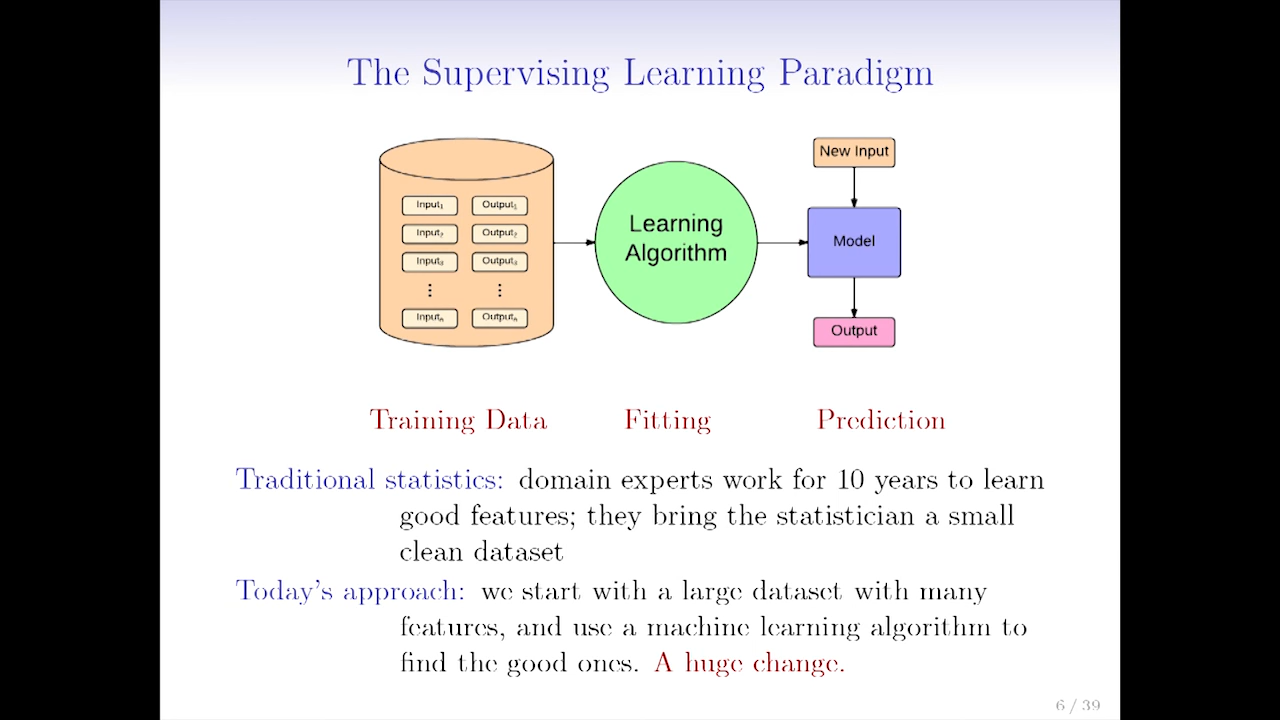 The Supervising Learning Paradigm
Input₁ Output₁
Input₂ Output₂
Input₃ Output₃
⋮ ⋮
Inputₙ Outputₙ
Learning
Algorithm
New Input
Model
Output
Training Data Fitting Prediction
Traditional statistics: domain experts work for 10 years to learn
good features; they bring the statistician a small
clean dataset
Today's approach: we start with a large dataset with many
features, and use a machine learning algorithm to
find the good ones. A huge change.
6 / 39